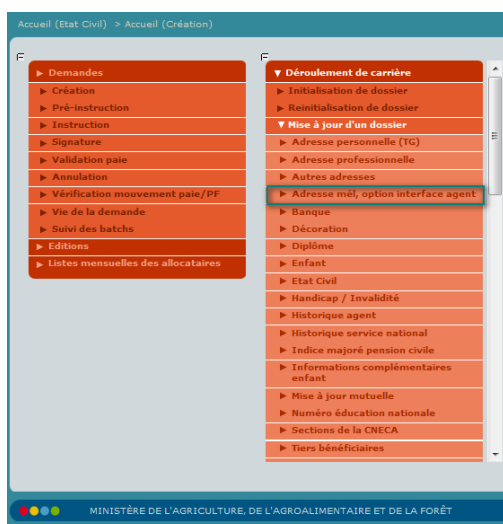 Accueil (Etat Civil) > Accueil (Création)
Demandes
Création
Pré-instruction
Instruction
Signature
Validation paie
Annulation
Vérification mouvement paie/PF
Vie de la demande
Suivi des batchs
Editions
Listes mensuelles des allocataires
Déroulement de carrière
Initialisation de dossier
Reinitialisation de dossier
Mise à jour d'un dossier
Adresse personnelle (TG)
Adresse professionnelle
Autres adresses
Adresse mél, option interface agent
Banque
Décoration
Diplôme
Enfant
Etat Civil
Handicap / Invalidité
Historique agent
Historique service national
Indice majoré pension civile
Informations complémentaires
enfant
Mise à jour mutuelle
Numéro éducation nationale
Sections de la CNECA
Tiers bénéficiaires
MINISTÈRE DE L'AGRICULTURE, DE L'AGROALIMENTAIRE ET DE LA FORÊT